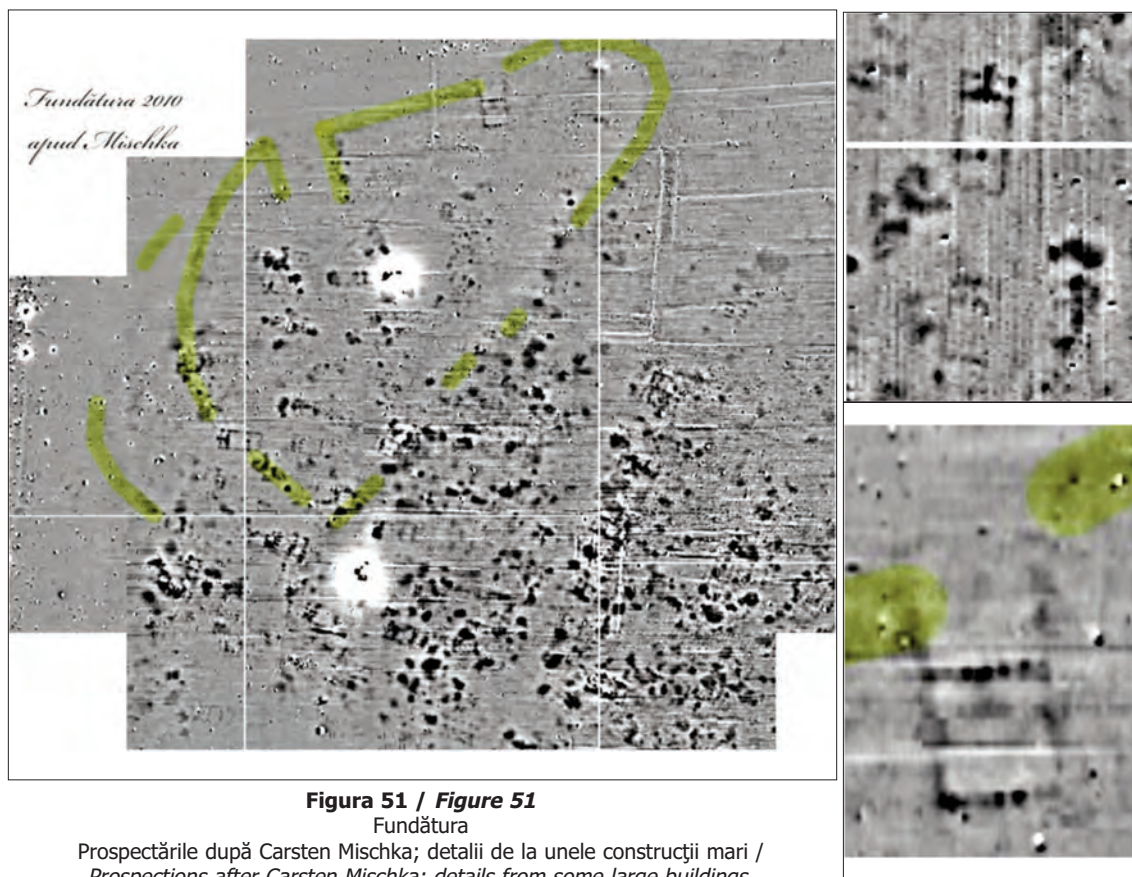 Fundătura 2010
apud Mischka
Figura 51 / Figure 51
Fundătura
Prospectările după Carsten Mischka; detalii de la unele construcţii mari /
Prospections after Carsten Mischka; details from some large buildings